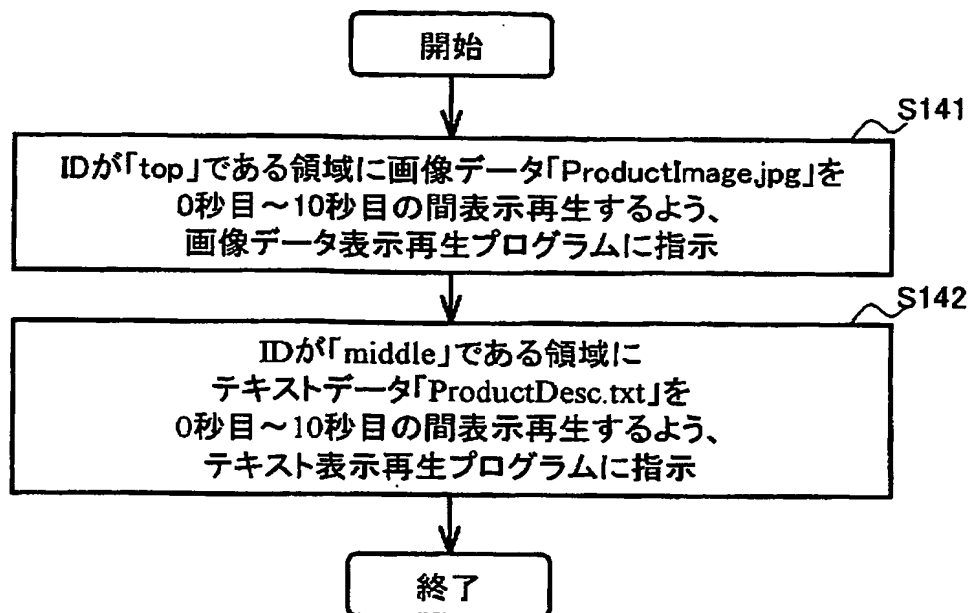 開始
S141
IDが「top」である領域に画像データ「ProductImage.jpg」を
0秒目～10秒目の間表示再生するよう、
画像データ表示再生プログラムに指示
S142
IDが「middle」である領域に
テキストデータ「ProductDesc.txt」を
0秒目～10秒目の間表示再生するよう、
テキスト表示再生プログラムに指示
終了